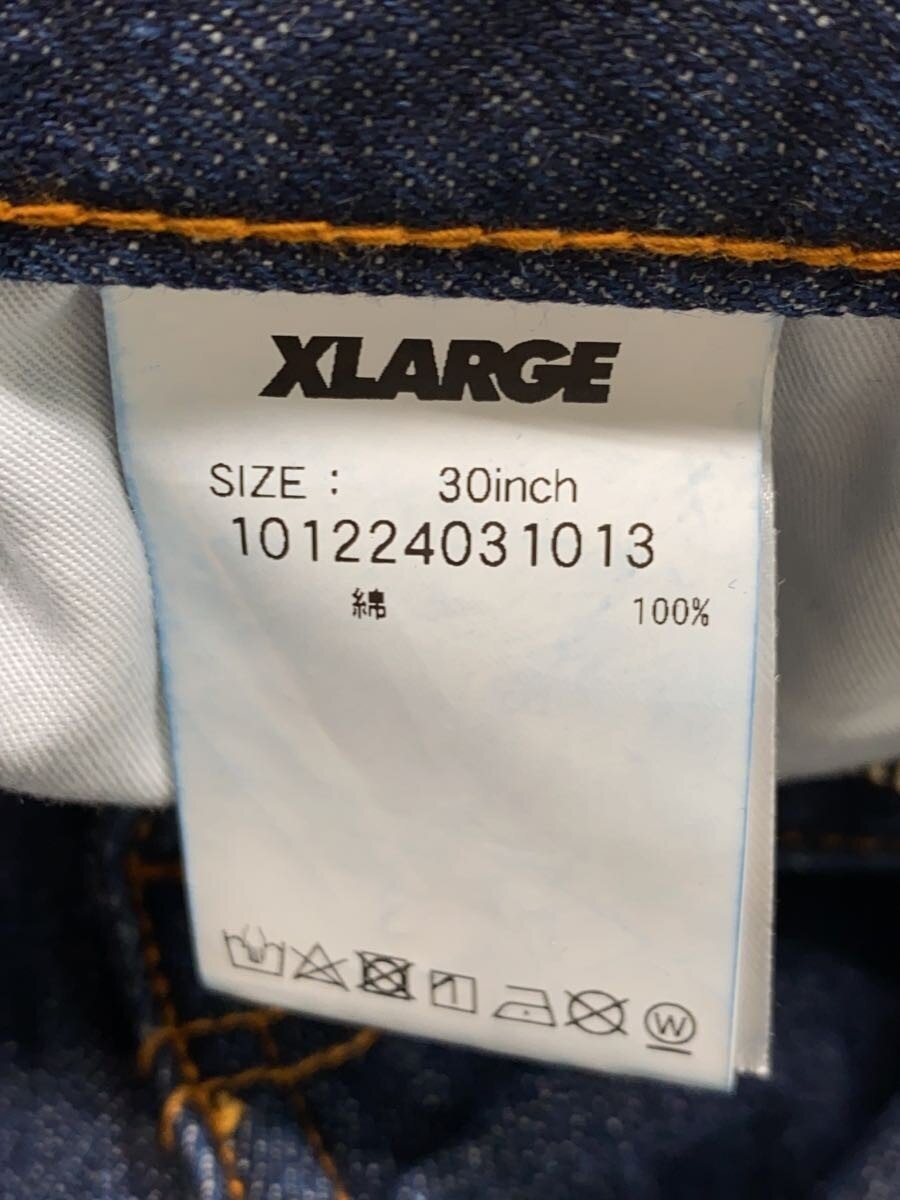 XLARGE
SIZE : 30inch
101224031013
綿 100%
W